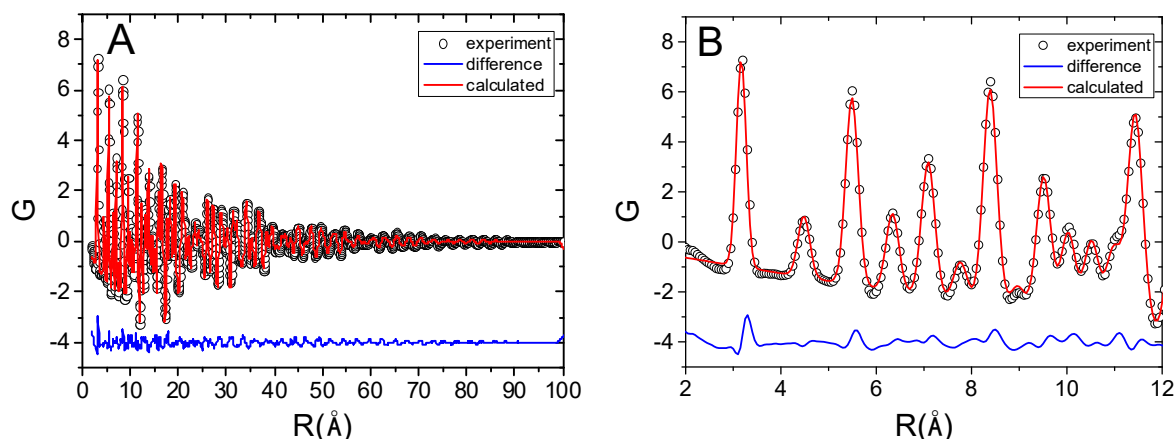 A
experiment
difference
calculated
8
6
4
2
0
-2
-4
G
0 10 20 30 40 50 60 70 80 90 100
R(Å)
B
experiment
difference
calculated
8
6
4
2
0
-2
-4
G
2 4 6 8 10 12
R(Å)